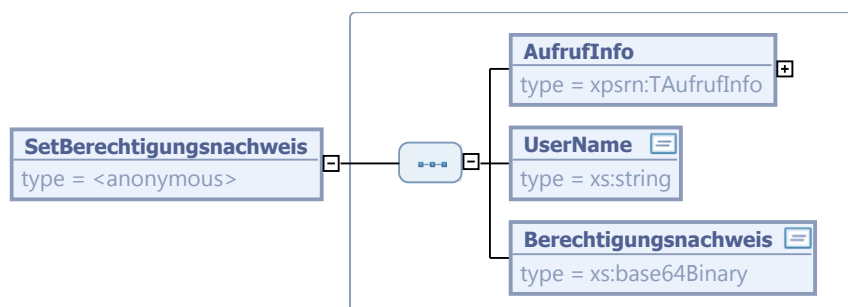 AufrufInfo
type = xpsrn:TAufrufInfo
SetBerechtigungsnachweis
type = <anonymous>
UserName
type = xs:string
Berechtigungsnachweis
type = xs:base64Binary